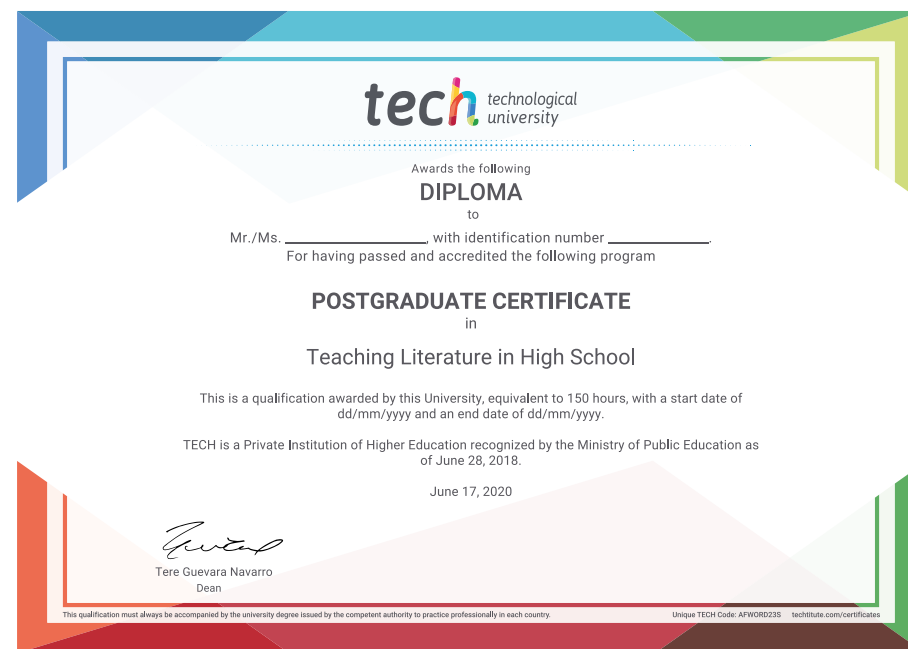 tech technological
university
Awards the following
DIPLOMA
to
Mr./Ms. ____________________, with identification number ______________.
For having passed and accredited the following program
POSTGRADUATE CERTIFICATE
in
Teaching Literature in High School
This is a qualification awarded by this University, equivalent to 150 hours, with a start date of
dd/mm/yyyy and an end date of dd/mm/yyyy.
TECH is a Private Institution of Higher Education recognized by the Ministry of Public Education as
of June 28, 2018.
June 17, 2020
Tere Guevara Navarro
Dean
This qualification must always be accompanied by the university degree issued by the competent authority to practice professionally in each country. Unique TECH Code: AFWORD23S techtitute.com/certificates